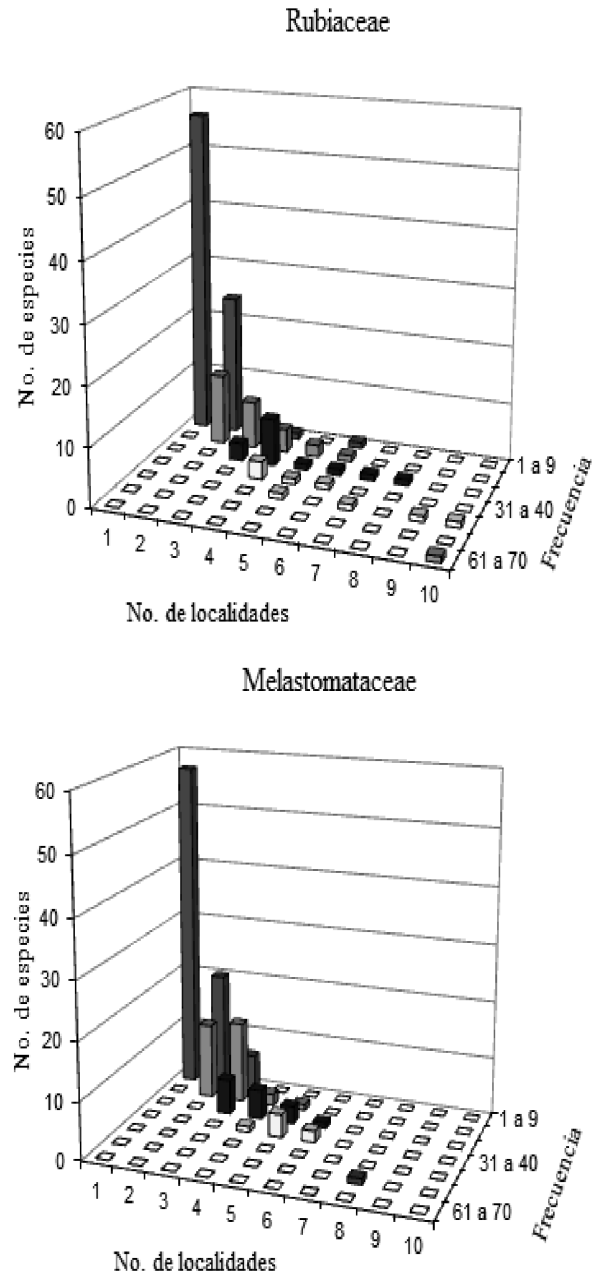 Rubiaceae
60
50
40
30
20
10
0
No. de especies
1 2 3 4 5 6 7 8 9 10
No. de localidades
1 a 9
31 a 40
61 a 70
Frecuencia
Melastomataceae
60
50
40
30
20
10
0
No. de especies
1 2 3 4 5 6 7 8 9 10
No. de localidades
1 a 9
31 a 40
61 a 70
Frecuencia